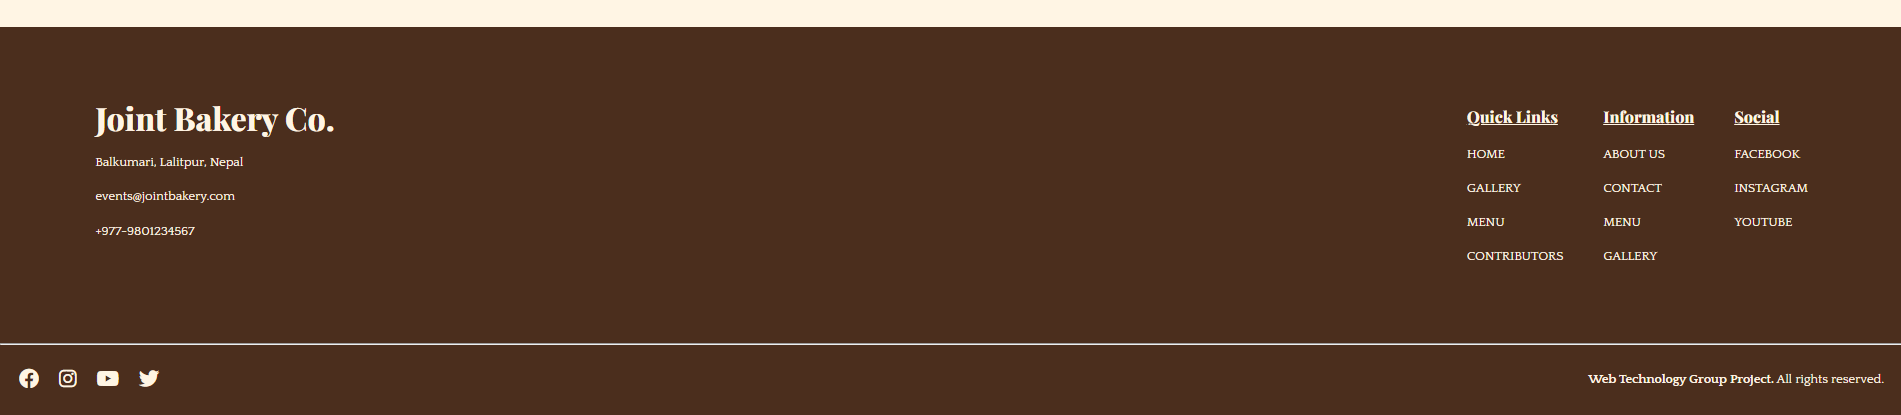 Joint Bakery Co.
Balkumari, Lalitpur, Nepal
events@jointbakery.com
+977-9801234567
Quick Links
HOME
GALLERY
MENU
CONTRIBUTORS
Information
ABOUT US
CONTACT
MENU
GALLERY
Social
FACEBOOK
INSTAGRAM
YOUTUBE
Web Technology Group Project. All rights reserved.